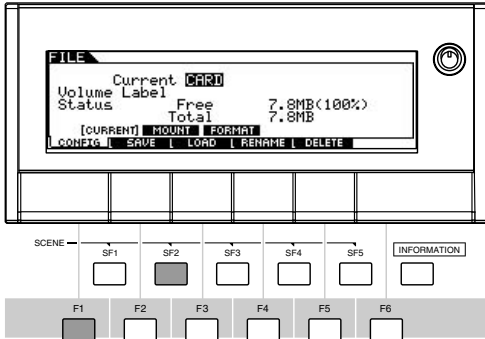 FILE
Current CARD
Volume Label
Status Free 7.8MB(100%)
Total 7.8MB
[CURRENT] MOUNT FORMAT
CONFIG SAVE LOAD RENAME DELETE
SCENE
SF1 SF2 SF3 SF4 SF5 INFORMATION
F1 F2 F3 F4 F5 F6